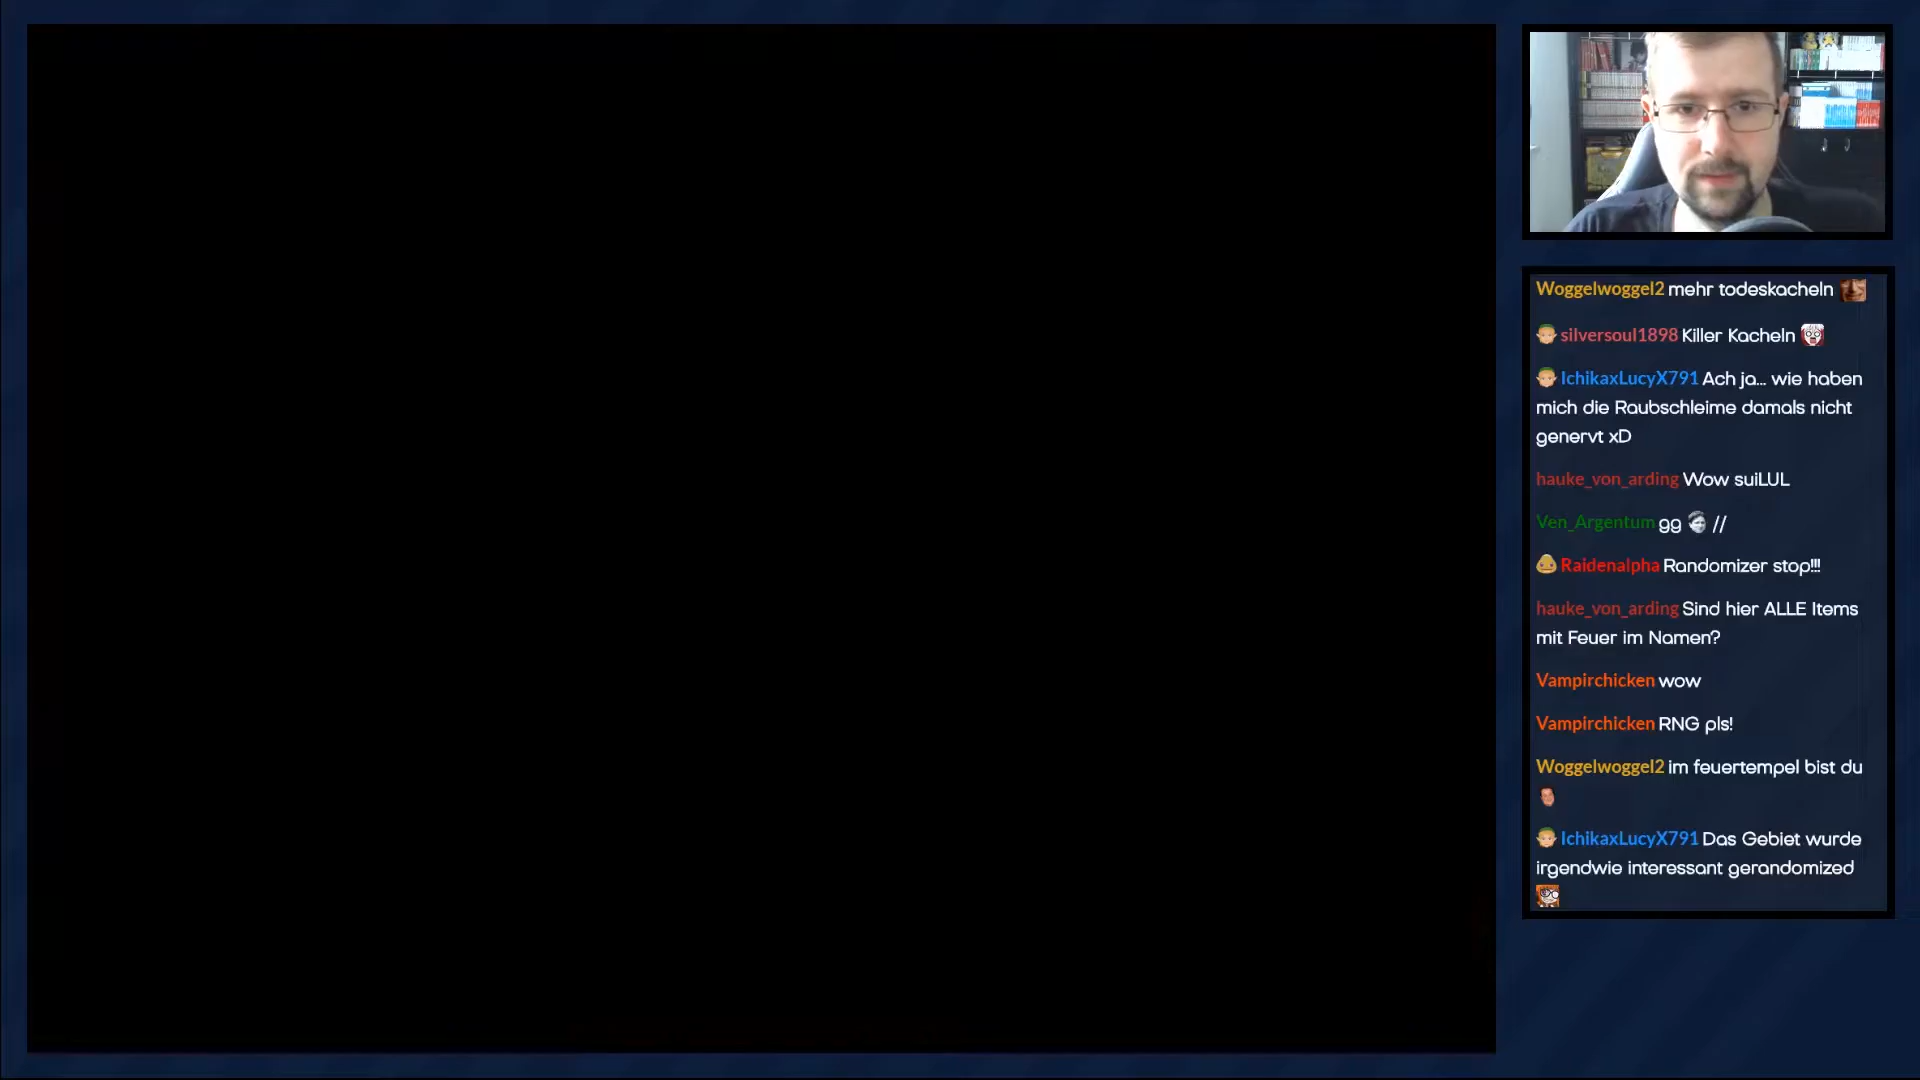 Woggelwoggel2 mehr todeskacheln
silversoul1898 Killer Kacheln
IchikaxLucyX791 Ach ja... wie haben
mich die Raubschleime damals nicht
genervt xD
hauke_von_arding Wow suiLUL
Ven_Argentum gg //
Raidenalpha Randomizer stop!!!
hauke_von_arding Sind hier ALLE Items
mit Feuer im Namen?
Vampirchicken wow
Vampirchicken RNG pls!
Woggelwoggel2 im feuertempel bist du
IchikaxLucyX791 Das Gebiet wurde
irgendwie interessant gerandomized